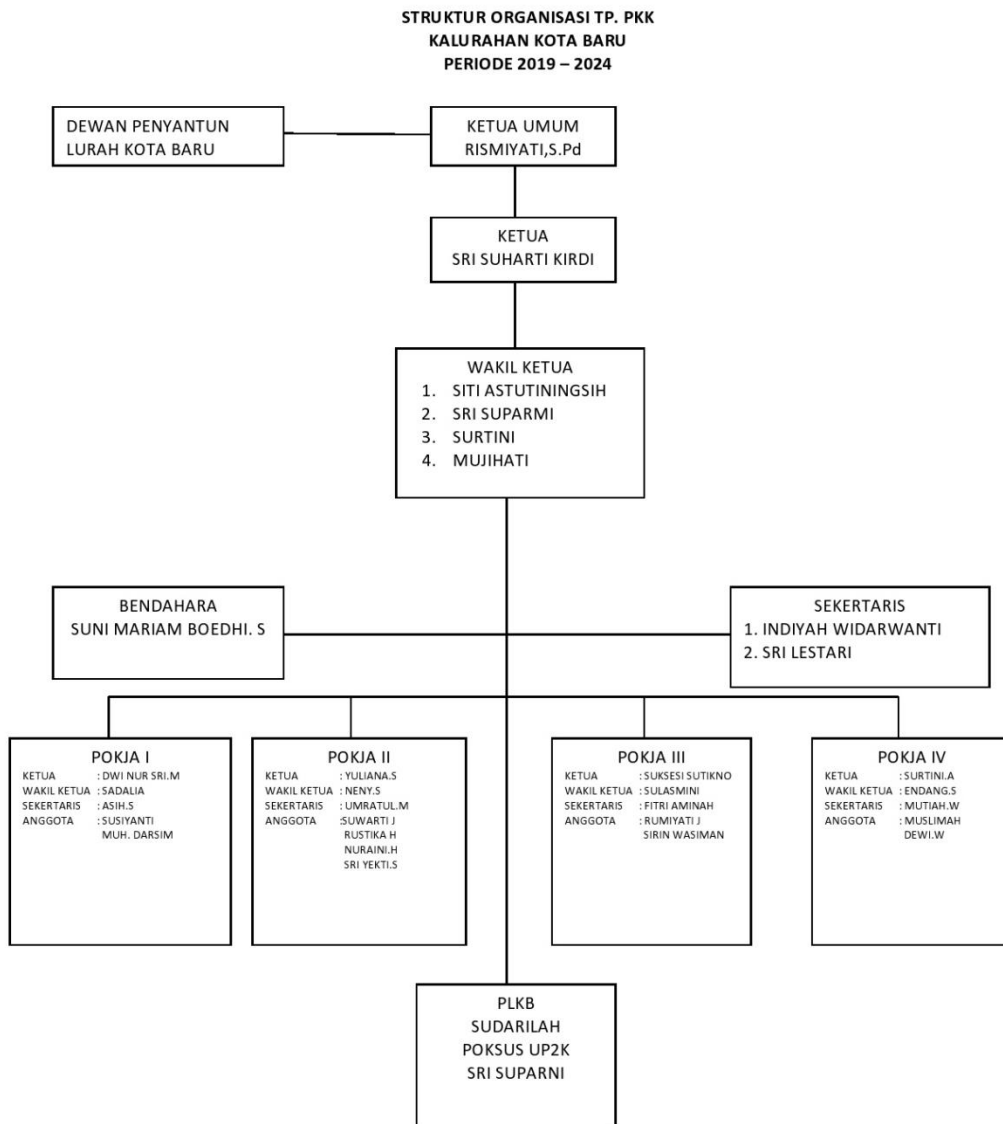 STRUKTUR ORGANISASI TP. PKK
KALURAHAN KOTA BARU
PERIODE 2019 – 2024
DEWAN PENYANTUN
LURAH KOTA BARU
KETUA UMUM
RISMIYATI,S.Pd
KETUA
SRI SUHARTI KIRDI
WAKIL KETUA
1. SITI ASTUTININGSIH
2. SRI SUPARMI
3. SURTINI
4. MUJIHATI
BENDAHARA
SUNI MARIAM BOEDHI. S
SEKERTARIS
1. INDIYAH WIDARWANTI
2. SRI LESTARI
POKJA I
KETUA : DWI NUR SRI.M
WAKIL KETUA : SADALIA
SEKERTARIS : ASIH.S
ANGGOTA : SUSIYANTI
MUH. DARSIM
POKJA II
KETUA : YULIANA.S
WAKIL KETUA : NENY.S
SEKERTARIS : UMRATUL.M
ANGGOTA :SUWARTI J
RUSTIKA H
NURAINI.H
SRI YEKTI.S
POKJA III
KETUA : SUKSESI SUTIKNO
WAKIL KETUA : SULASMINI
SEKERTARIS : FITRI AMINAH
ANGGOTA : RUMIYATI J
SIRIN WASIMAN
POKJA IV
KETUA : SURTINI.A
WAKIL KETUA : ENDANG.S
SEKERTARIS : MUTIAH.W
ANGGOTA : MUSLIMAH
DEWI.W
PLKB
SUDARILAH
POKSUS UP2K
SRI SUPARNI